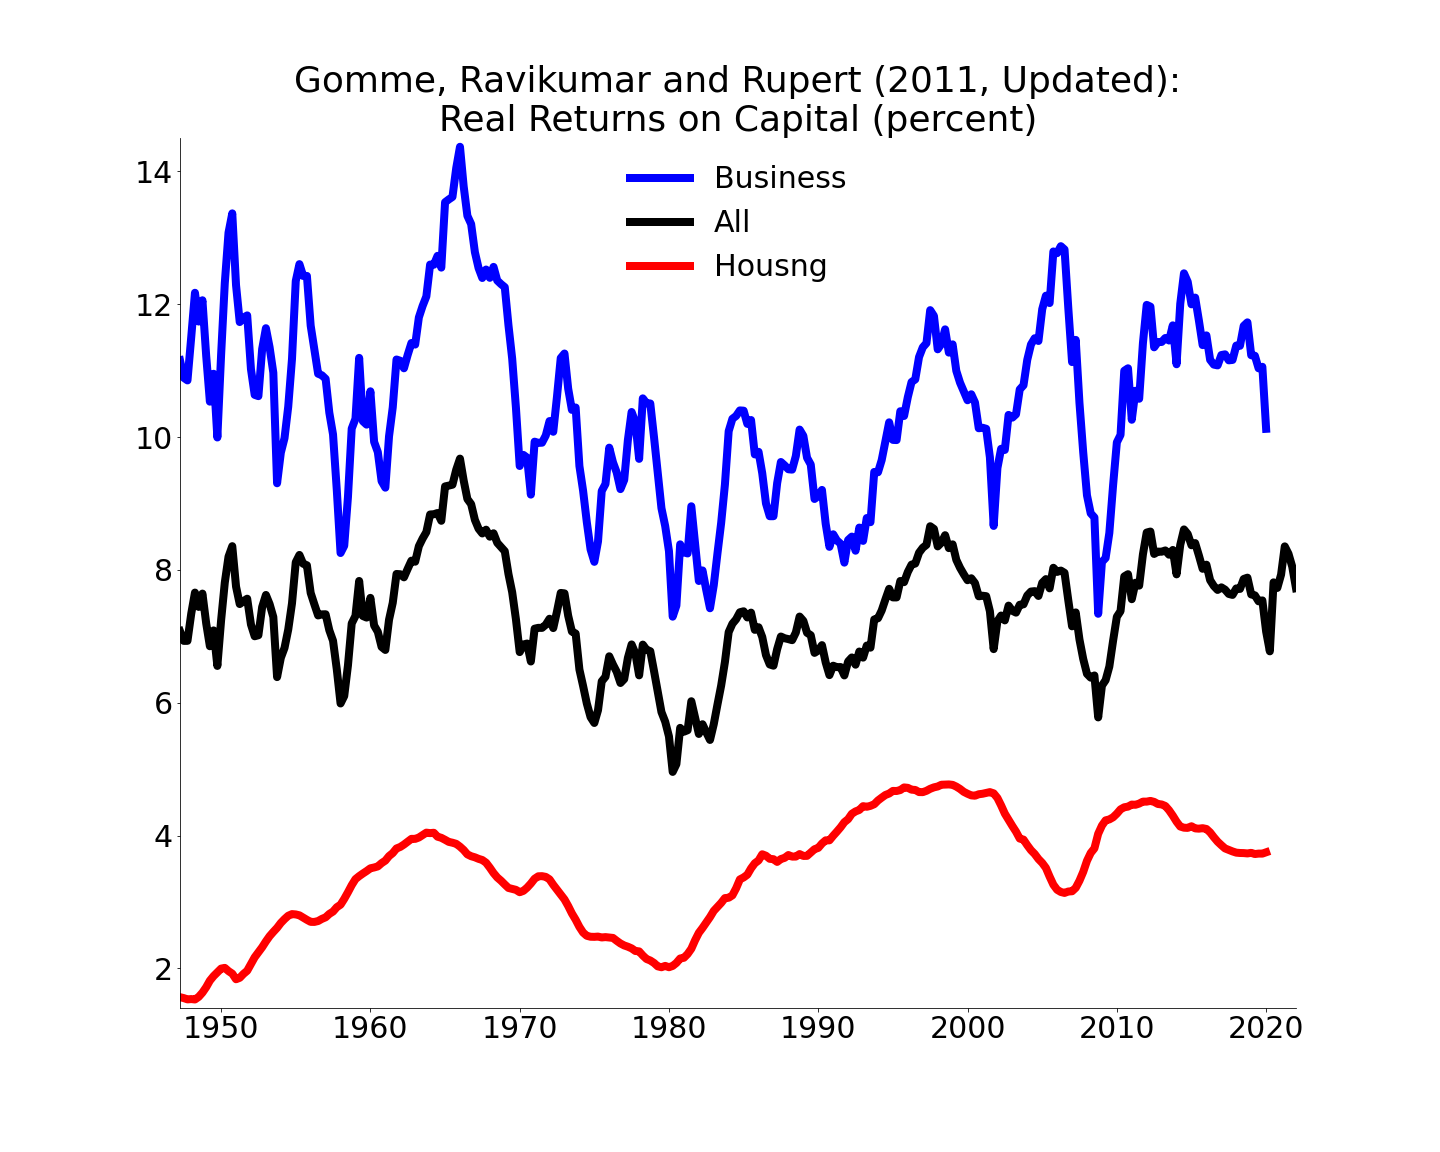 Gomme, Ravikumar and Rupert (2011, Updated):
Real Returns on Capital (percent)
Business
All
Housng
14
12
10
8
6
4
2
1950 1960 1970 1980 1990 2000 2010 2020